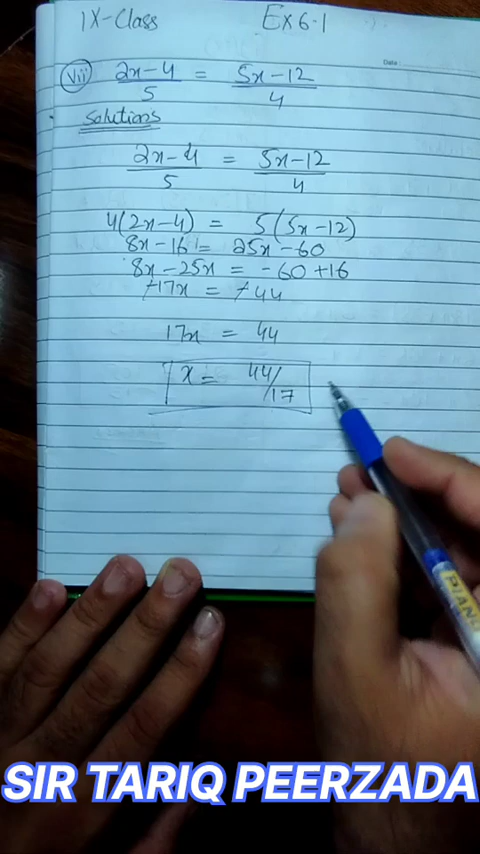 IX-Class Ex 6.1
Data :
(vii) 2x-4/5 = 5x-12/4
Solutions
2x-4/5 = 5x-12/4
4(2x-4) = 5(5x-12)
8x-16 = 25x-60
8x-25x = -60+16
-17x = -44
17x = 44
x = 44/17
PIANO
SIR TARIQ PEERZADA